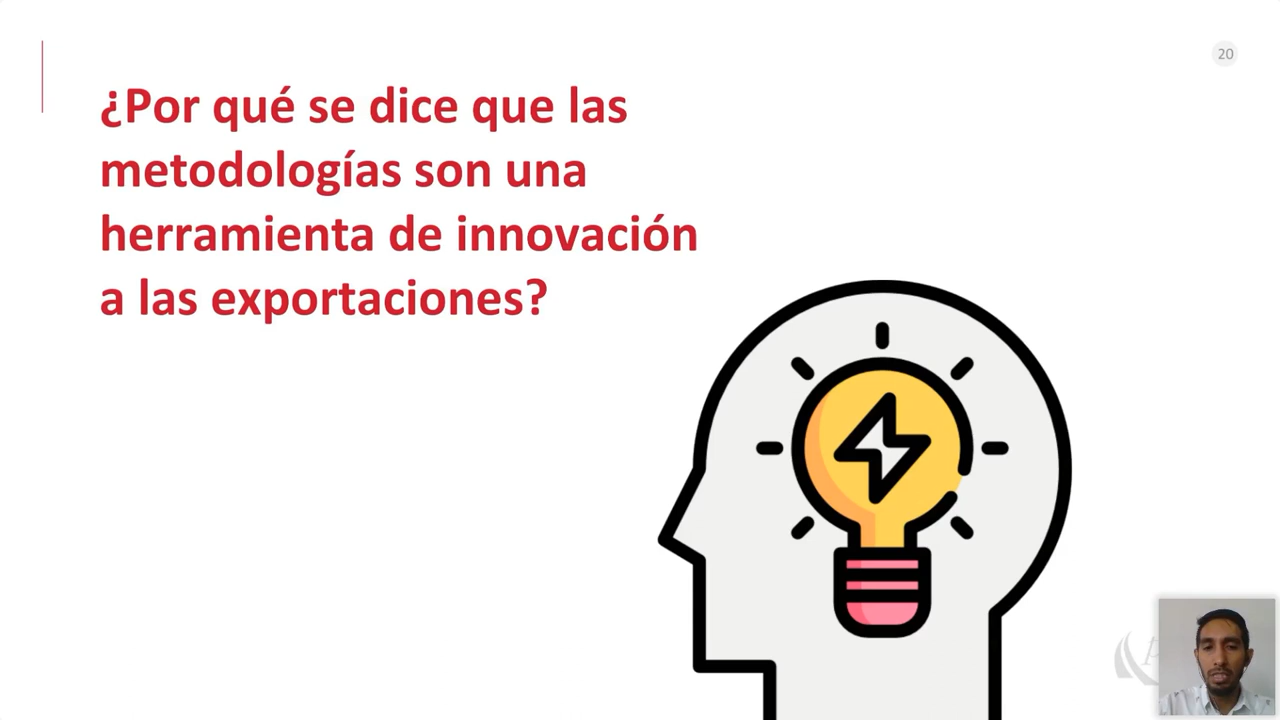 20
¿Por qué se dice que las
metodologías son una
herramienta de innovación
a las exportaciones?